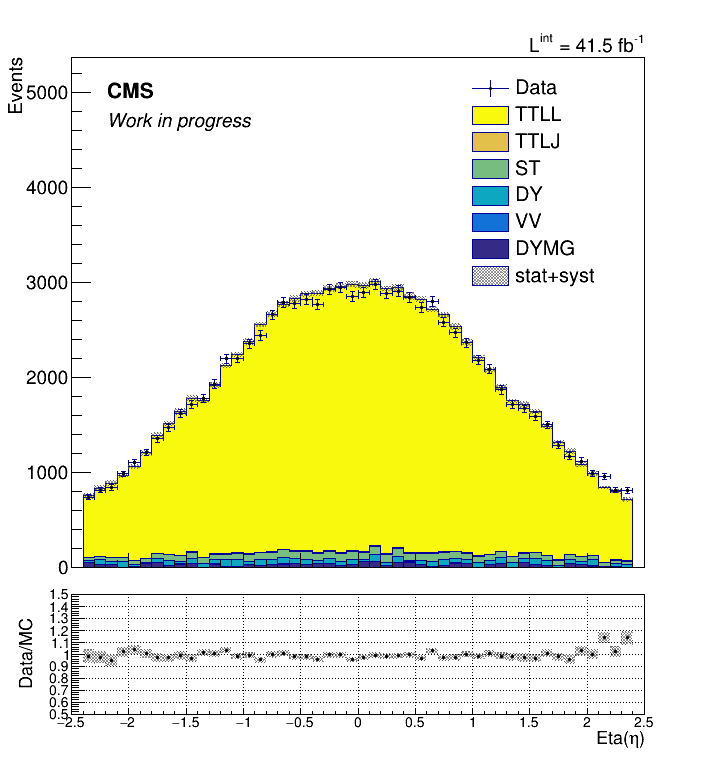 L^int = 41.5 fb^-1
Events
CMS
Work in progress
Data
TTLL
TTLJ
ST
DY
VV
DYMG
stat+syst
5000
4000
3000
2000
1000
0
Data/MC
1.5
1.4
1.3
1.2
1.1
1
0.9
0.8
0.7
0.6
0.5
−2.5 −2 −1.5 −1 −0.5 0 0.5 1 1.5 2 2.5
Eta(η)